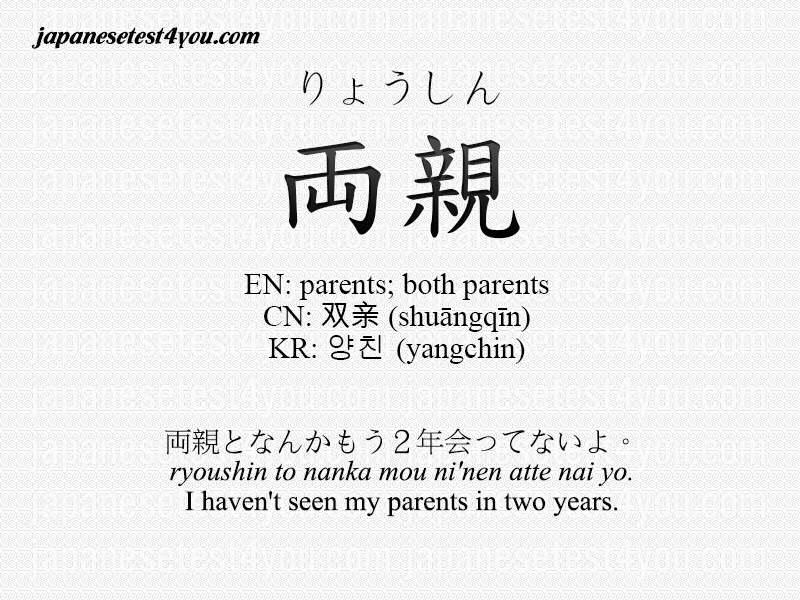 japanesetest4you.com
りょうしん
両親
EN: parents; both parents
CN: 双亲 (shuāngqīn)
KR: 양친 (yangchin)
両親となんかもう２年会ってないよ。
ryoushin to nanka mou ni'nen atte nai yo.
I haven't seen my parents in two years.